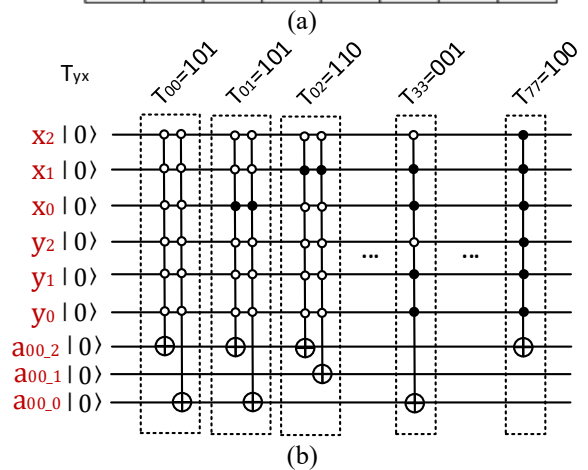 (a)
Tyx T00=101 T01=101 T02=110 T33=001 T77=100
x2 |0⟩
x1 |0⟩
x0 |0⟩
y2 |0⟩
y1 |0⟩ ... ...
y0 |0⟩
a00_2 |0⟩
a00_1 |0⟩
a00_0 |0⟩
(b)